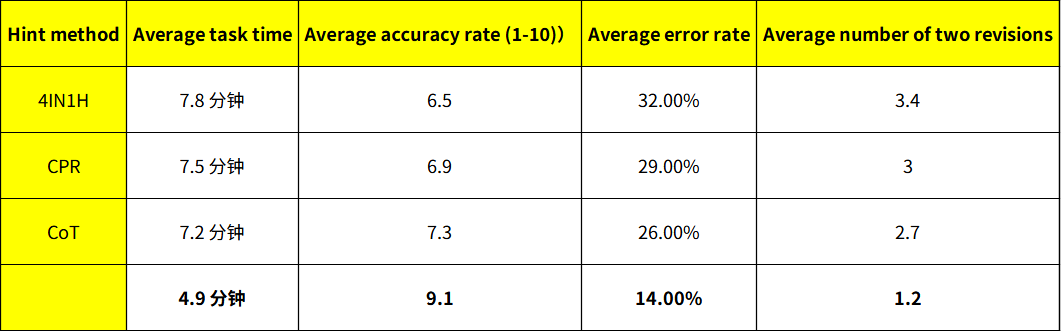 Hint method Average task time Average accuracy rate (1-10)） Average error rate Average number of two revisions
4IN1H 7.8 分钟 6.5 32.00% 3.4
CPR 7.5 分钟 6.9 29.00% 3
CoT 7.2 分钟 7.3 26.00% 2.7
4.9 分钟 9.1 14.00% 1.2